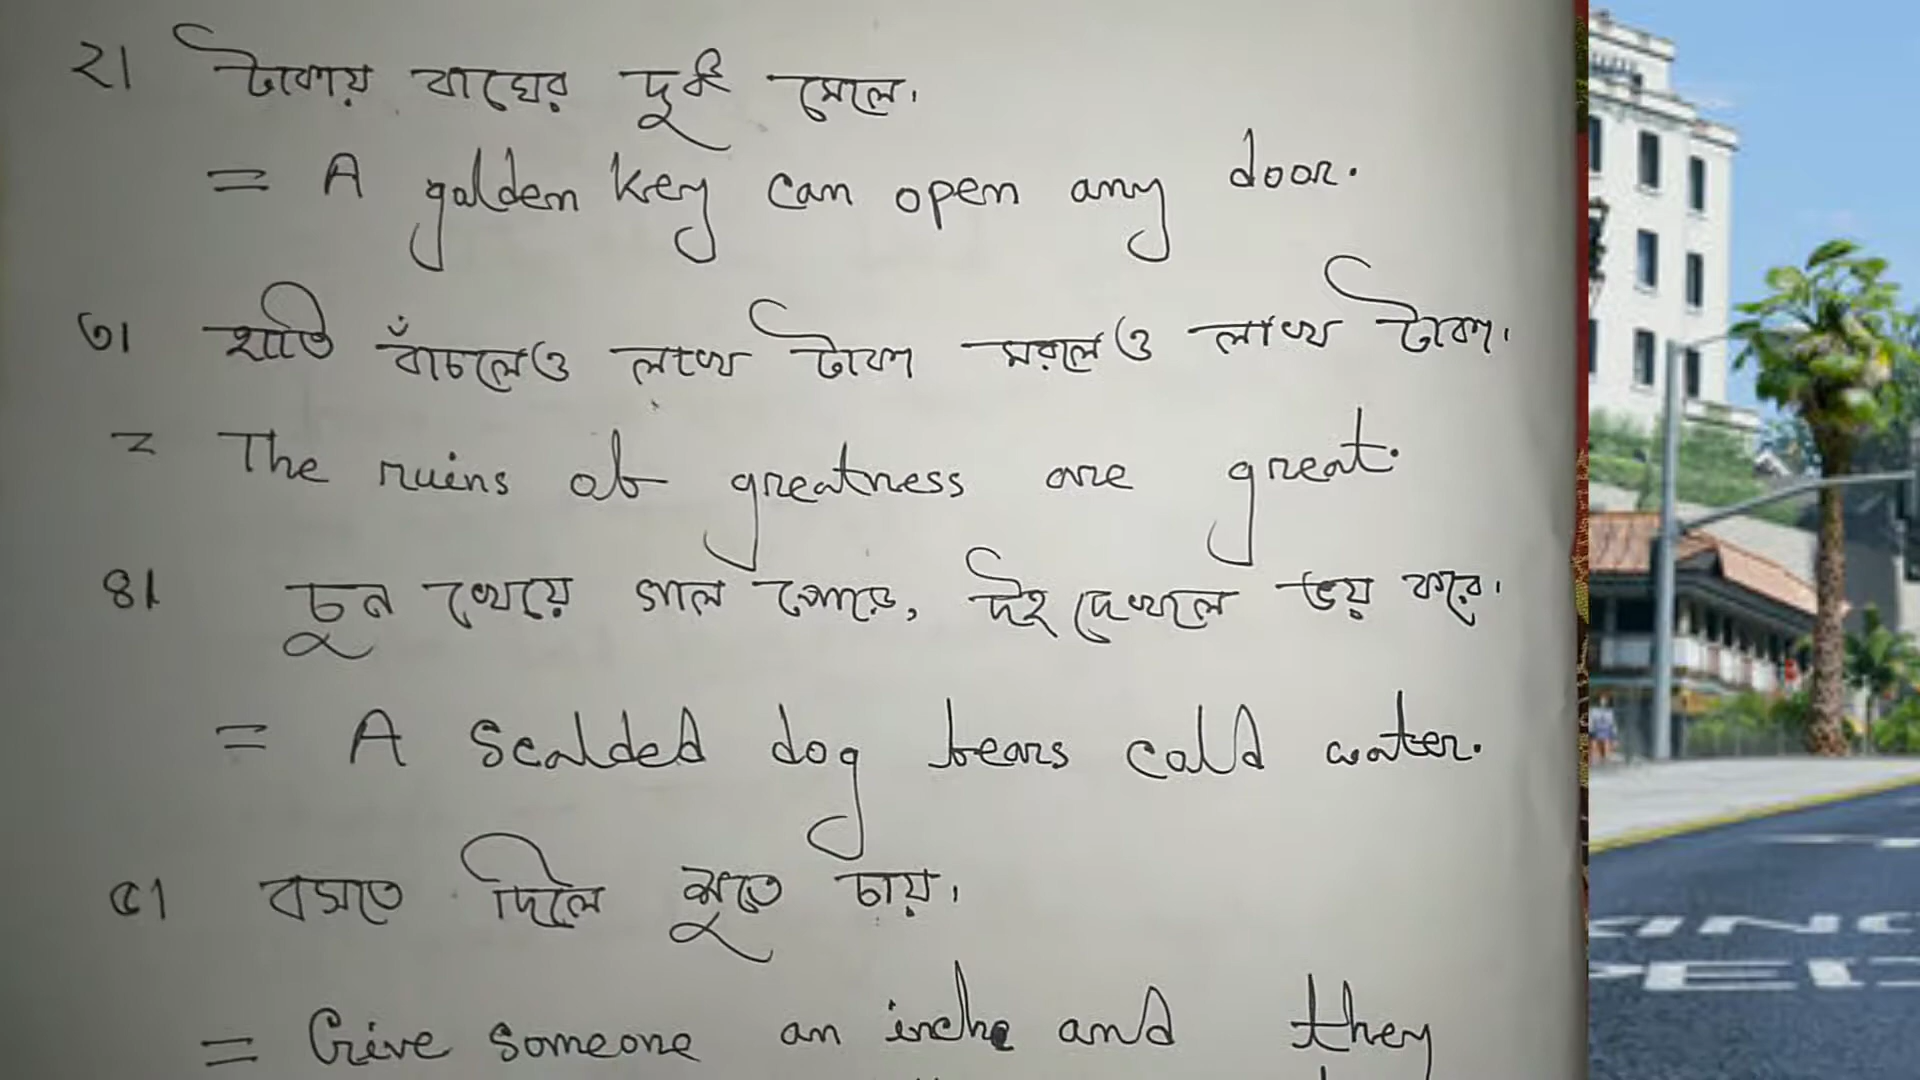 ২। টাকায় বাঘের দুধ মেলে।
= A golden key can open any door.
৩। হাতি বাঁচলেও লাখ টাকা মরলেও লাখ টাকা।
= The ruins of greatness are great.
৪। চুন খেয়ে গাল পোড়ে, দই দেখলে ভয় করে।
= A scalded dog fears cold water.
৫। বসতে দিলে শুতে চায়।
= Give someone an inch and they